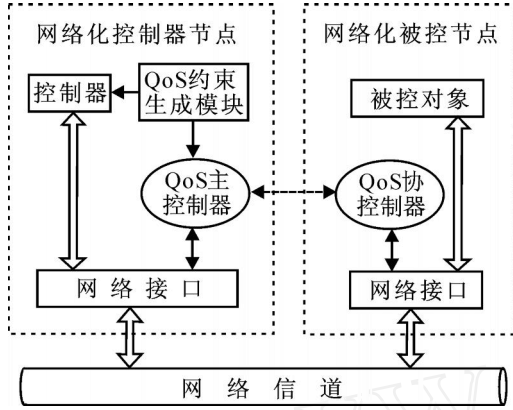 网络化控制器节点
网络化被控节点
控制器
QoS约束
生成模块
被控对象
QoS主
控制器
QoS协
控制器
网络接口
网络接口
网络信道